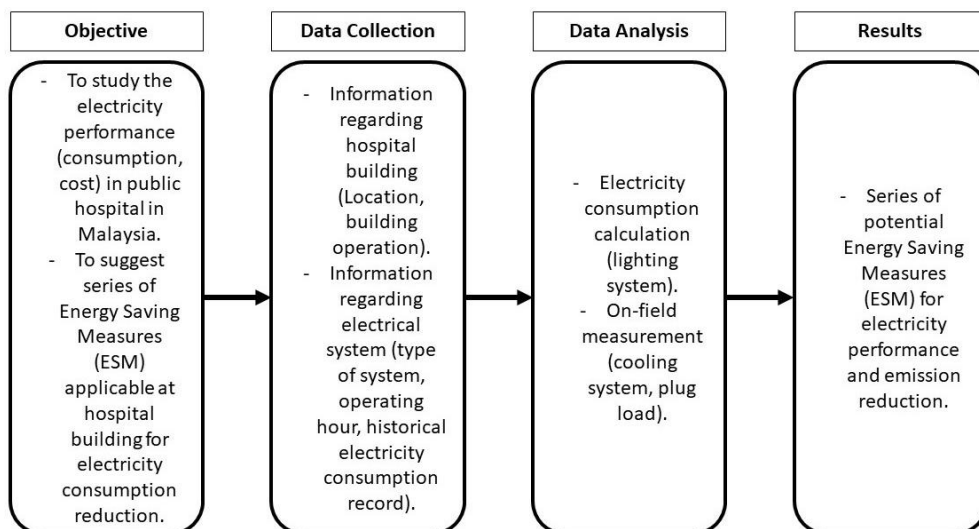 Objective
- To study the
electricity
performance
(consumption,
cost) in public
hospital in
Malaysia.
- To suggest
series of
Energy Saving
Measures
(ESM)
applicable at
hospital
building for
electricity
consumption
reduction.
Data Collection
- Information
regarding
hospital
building
(Location,
building
operation).
- Information
regarding
electrical
system (type
of system,
operating
hour, historical
electricity
consumption
record).
Data Analysis
- Electricity
consumption
calculation
(lighting
system).
- On-field
measurement
(cooling
system, plug
load).
Results
- Series of
potential
Energy Saving
Measures
(ESM) for
electricity
performance
and emission
reduction.